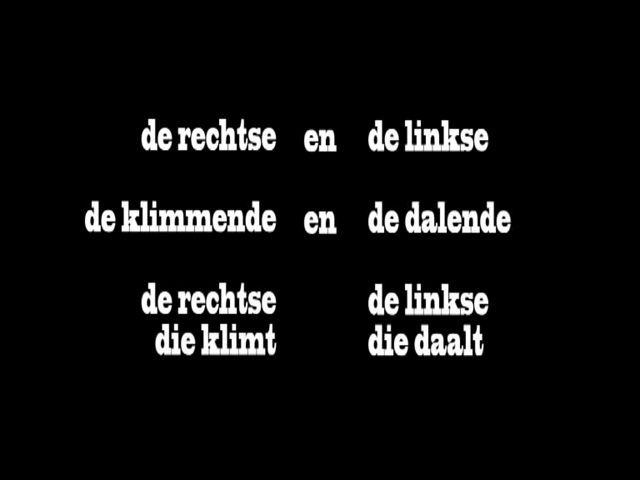 de rechtse en de linkse
de klimmende en de dalende
de rechtse de linkse
die klimt die daalt